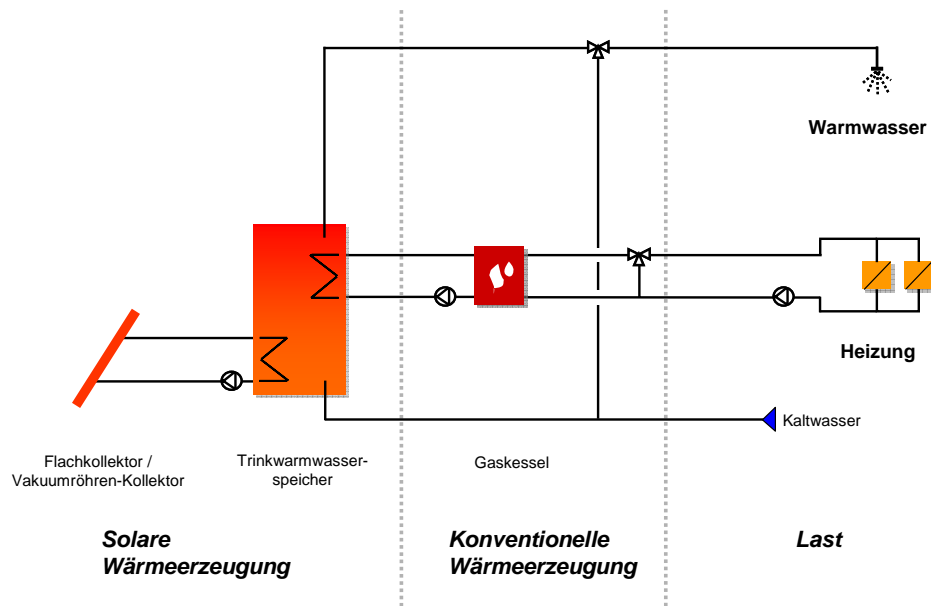 Warmwasser
Heizung
Kaltwasser
Flachkollektor /
Vakuumröhren-Kollektor
Trinkwarmwasser-
speicher
Gaskessel
Solare
Wärmeerzeugung
Konventionelle
Wärmeerzeugung
Last